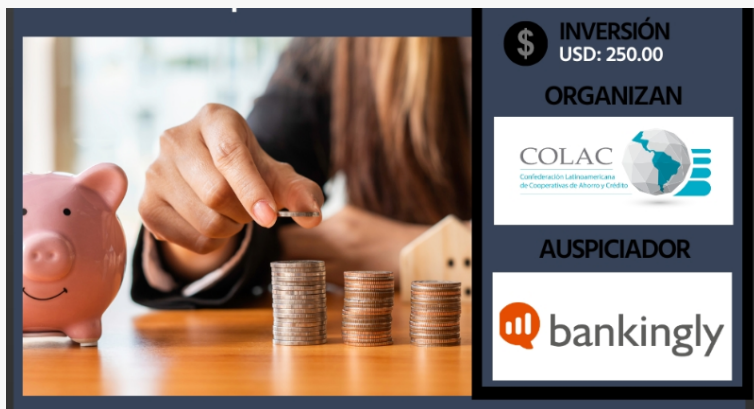 INVERSIÓN
USD: 250.00
ORGANIZAN
COLAC
Confederación Latinoamericana
de Cooperativas de Ahorro y Crédito
AUSPICIADOR
bankingly